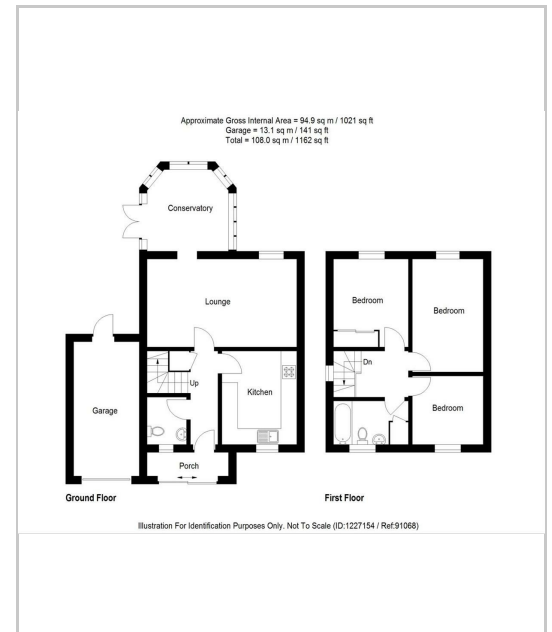 Approximate Gross Internal Area = 94.9 sq m / 1021 sq ft
Garage = 13.1 sq m / 141 sq ft
Total = 108.0 sq m / 1162 sq ft
Conservatory
Lounge
Bedroom
Bedroom
Dn
Up
Kitchen
Garage
Bedroom
Porch
Ground Floor
First Floor
Illustration For Identification Purposes Only. Not To Scale (ID:1227154 / Ref:91068)